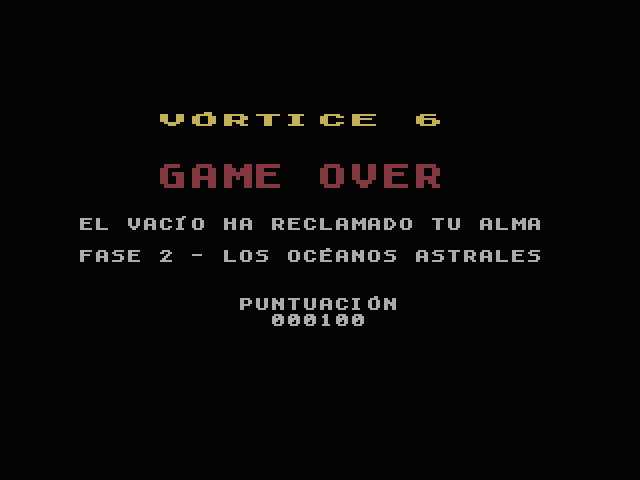 VÓRTICE 6
GAME OVER
EL VACÍO HA RECLAMADO TU ALMA
FASE 2 - LOS OCÉANOS ASTRALES
PUNTUACIÓN
000100